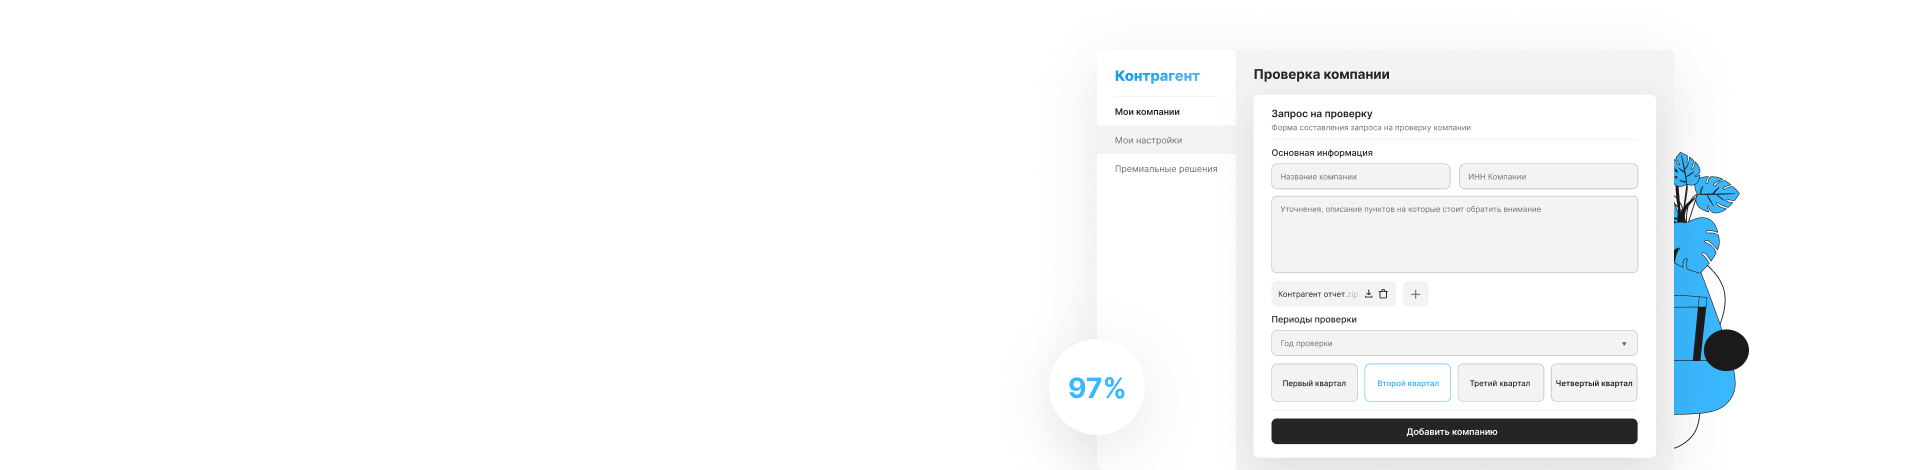 Контрагент
Мои компании
Мои настройки
Премиальные решения
97%
Проверка компании
Запрос на проверку
Форма составления запроса на проверку компании
Основная информация
Название компании
ИНН Компании
Уточнения, описание пунктов на которые стоит обратить внимание
Контрагент отчет.zip
Периоды проверки
Год проверки
Первый квартал
Второй квартал
Третий квартал
Четвертый квартал
Добавить компанию